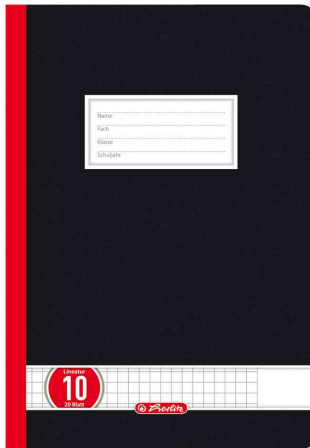 Name
Fach
Klasse
Schuljahr
Lineatur
10
20 Blatt
herlitz